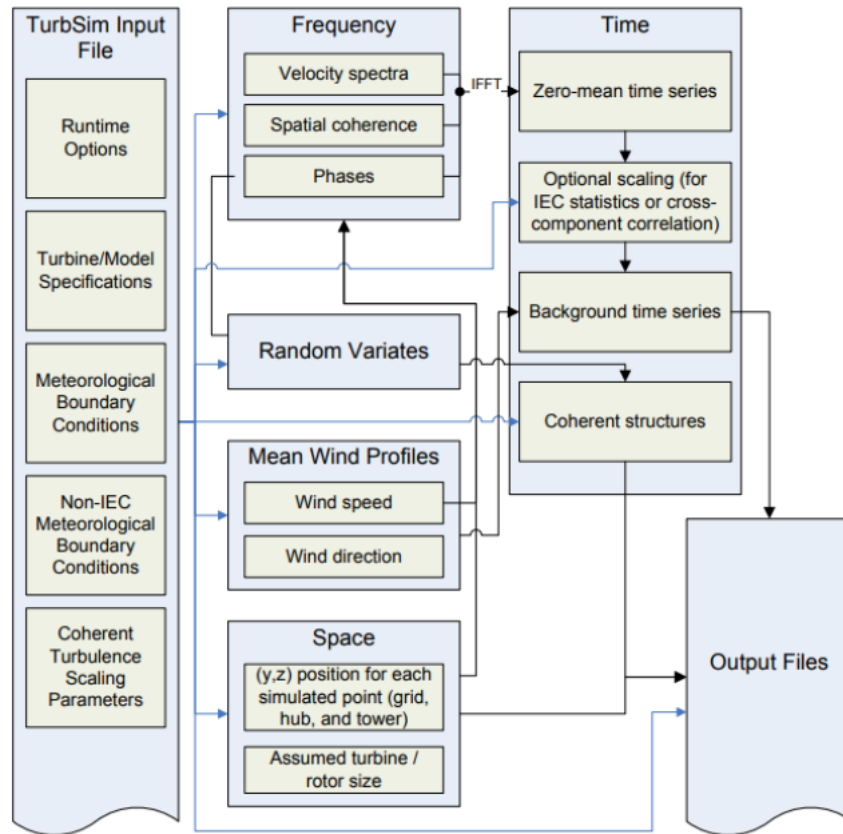 TurbSim Input
File
Runtime
Options
Turbine/Model
Specifications
Meteorological
Boundary
Conditions
Non-IEC
Meteorological
Boundary
Conditions
Coherent
Turbulence
Scaling
Parameters
Frequency
Velocity spectra
Spatial coherence
Phases
IFFT
Random Variates
Mean Wind Profiles
Wind speed
Wind direction
Space
(y,z) position for each
simulated point (grid,
hub, and tower)
Assumed turbine /
rotor size
Time
Zero-mean time series
Optional scaling (for
IEC statistics or cross-
component correlation)
Background time series
Coherent structures
Output Files